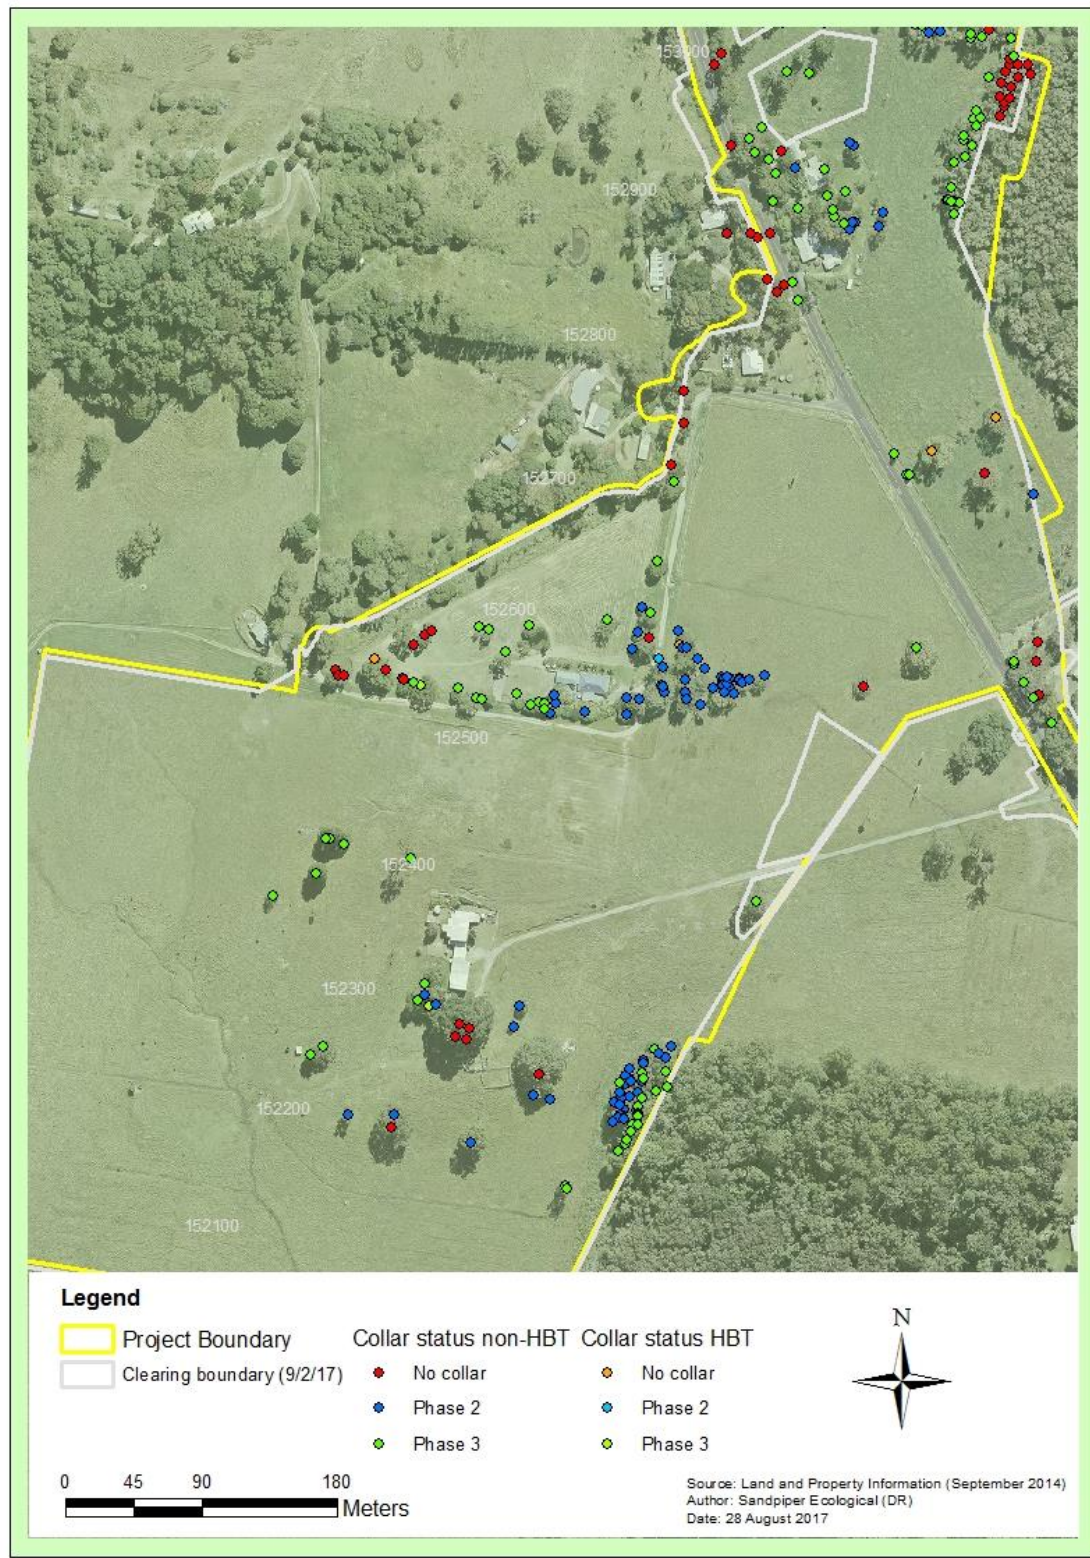 153000
152900
152800
152700
152600
152500
152400
152300
152200
152100
Legend
Project Boundary
Clearing boundary (9/2/17)
Collar status non-HBT
No collar
Phase 2
Phase 3
Collar status HBT
No collar
Phase 2
Phase 3
N
0 45 90 180
Meters
Source: Land and Property Information (September 2014)
Author: Sandpiper Ecological (DR)
Date: 28 August 2017